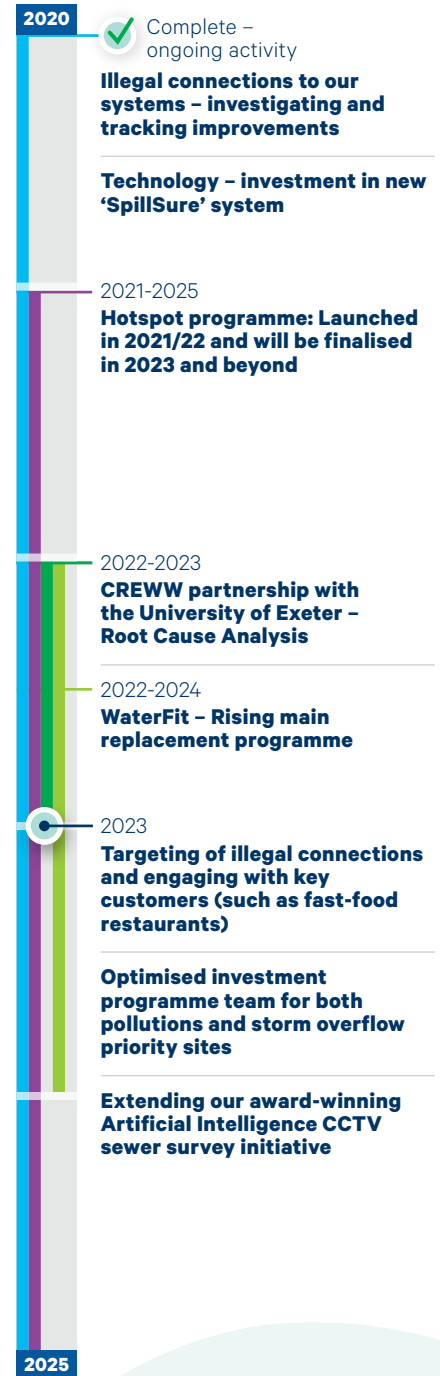 2020
Complete –
ongoing activity
Illegal connections to our
systems – investigating and
tracking improvements
Technology – investment in new
‘SpillSure’ system
2021-2025
Hotspot programme: Launched
in 2021/22 and will be finalised
in 2023 and beyond
2022-2023
CREWW partnership with
the University of Exeter –
Root Cause Analysis
2022-2024
WaterFit – Rising main
replacement programme
2023
Targeting of illegal connections
and engaging with key
customers (such as fast-food
restaurants)
Optimised investment
programme team for both
pollutions and storm overflow
priority sites
Extending our award-winning
Artificial Intelligence CCTV
sewer survey initiative
2025